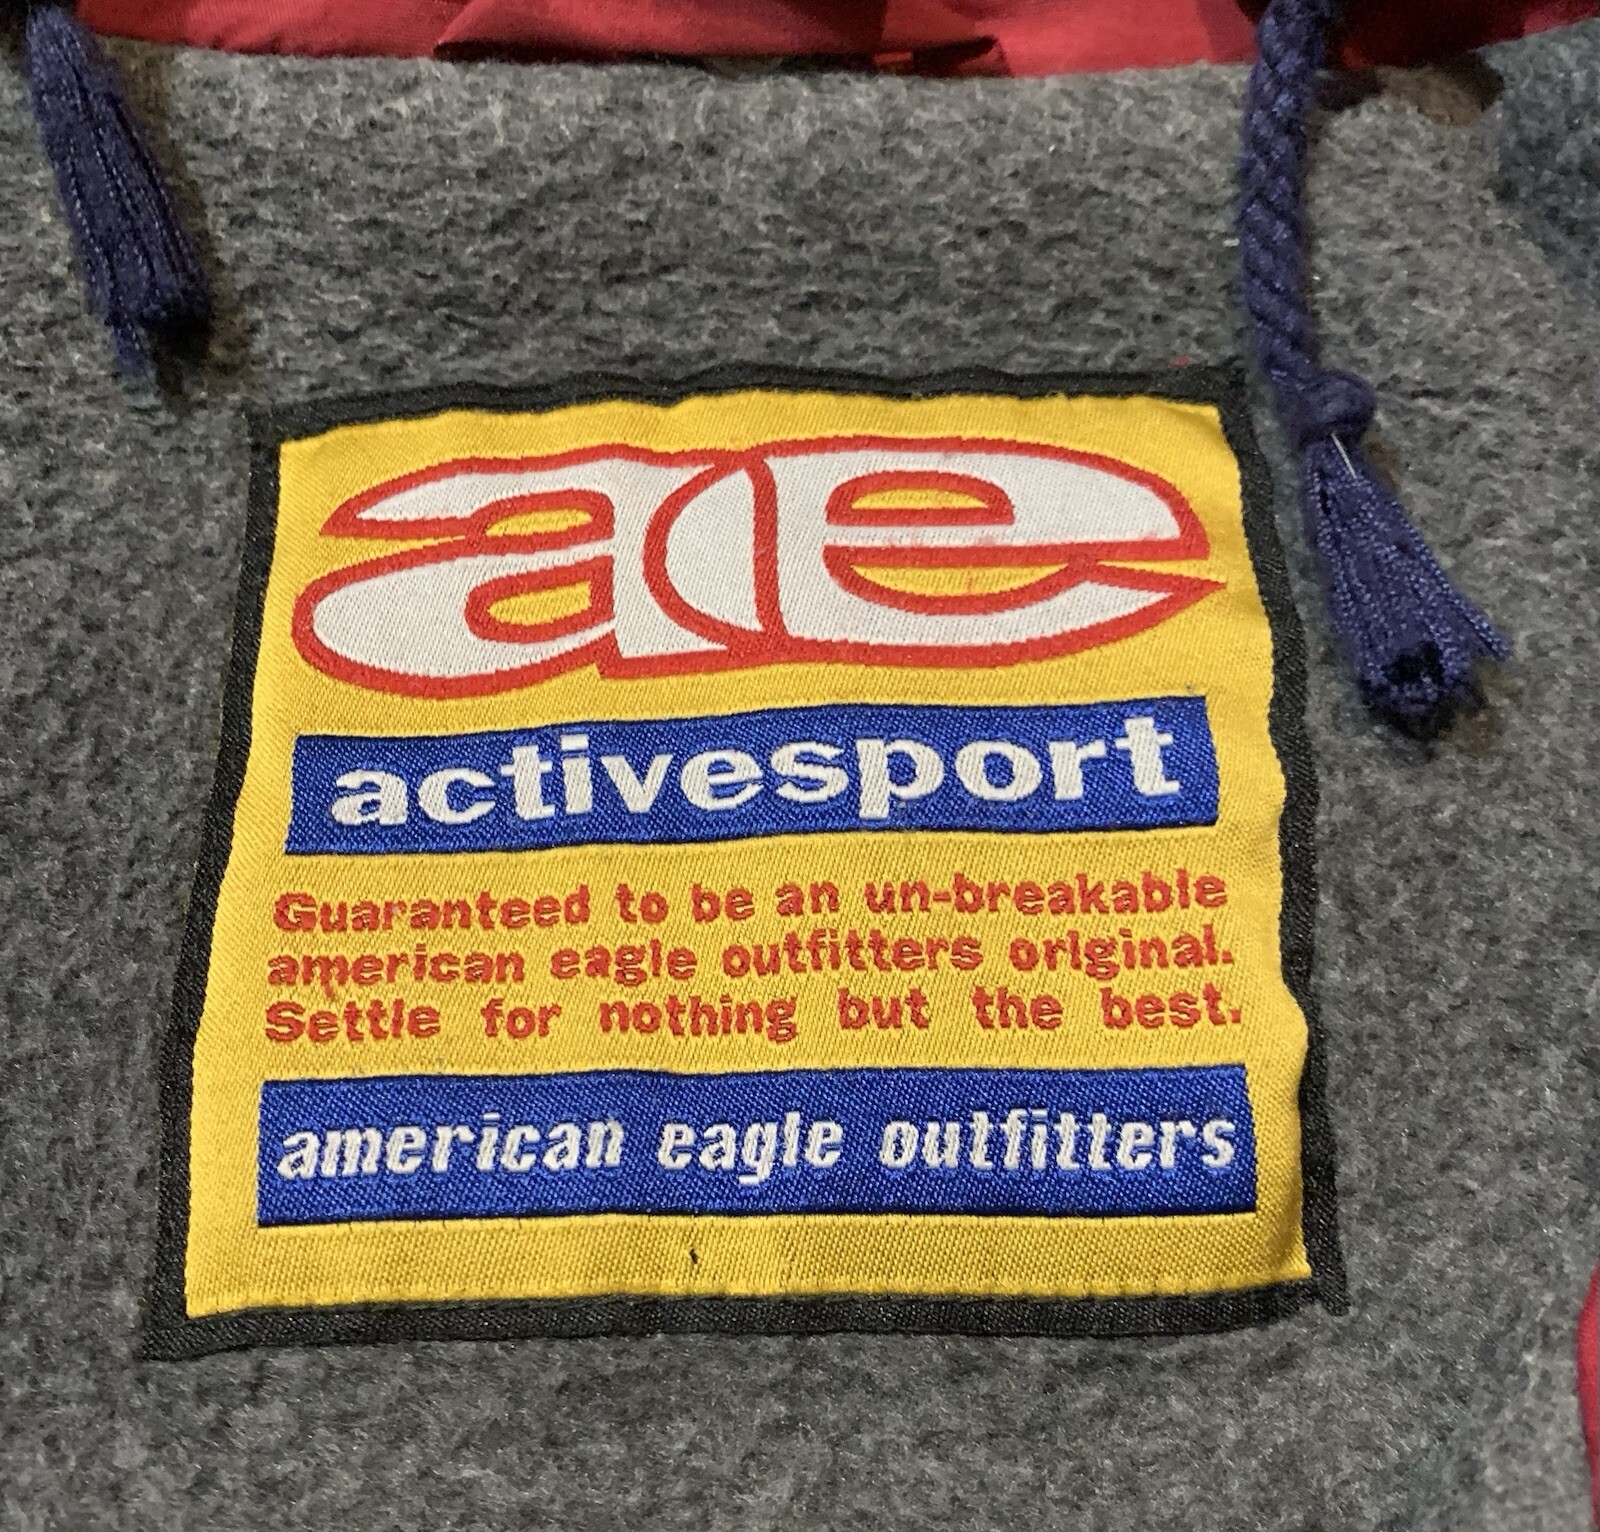 ae
activesport
Guaranteed to be an un-breakable
american eagle outfitters original.
Settle for nothing but the best.
american eagle outfitters